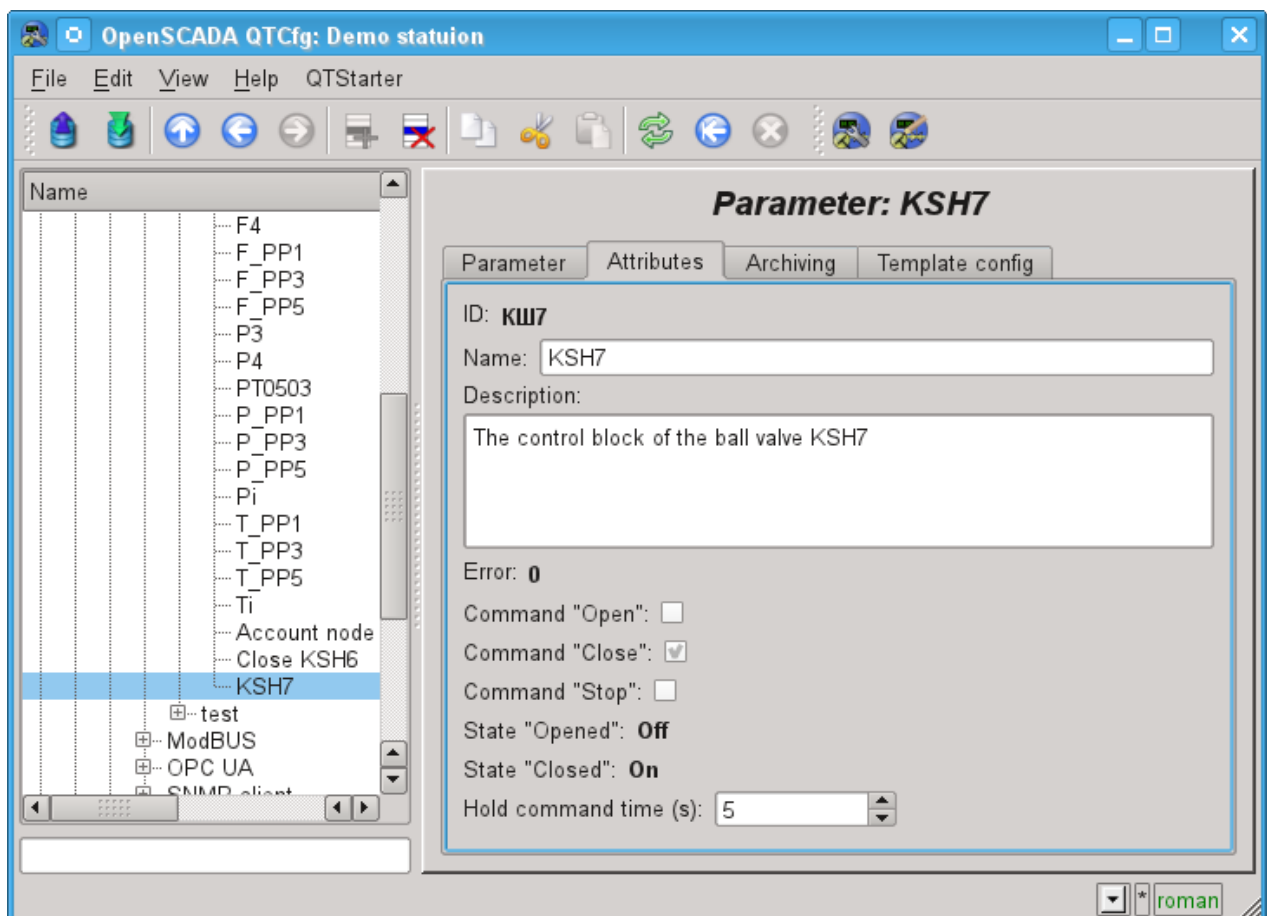 OpenSCADA QTCfg: Demo statuion
File Edit View Help QTStarter
Name
F4
F_PP1
F_PP3
F_PP5
P3
P4
PT0503
P_PP1
P_PP3
P_PP5
Pi
T_PP1
T_PP3
T_PP5
Ti
Account node
Close KSH6
KSH7
test
ModBUS
OPC UA
SNMP client
Parameter: KSH7
Parameter Attributes Archiving Template config
ID: КШ7
Name: KSH7
Description:
The control block of the ball valve KSH7
Error: 0
Command "Open":
Command "Close":
Command "Stop":
State "Opened": Off
State "Closed": On
Hold command time (s): 5
* roman